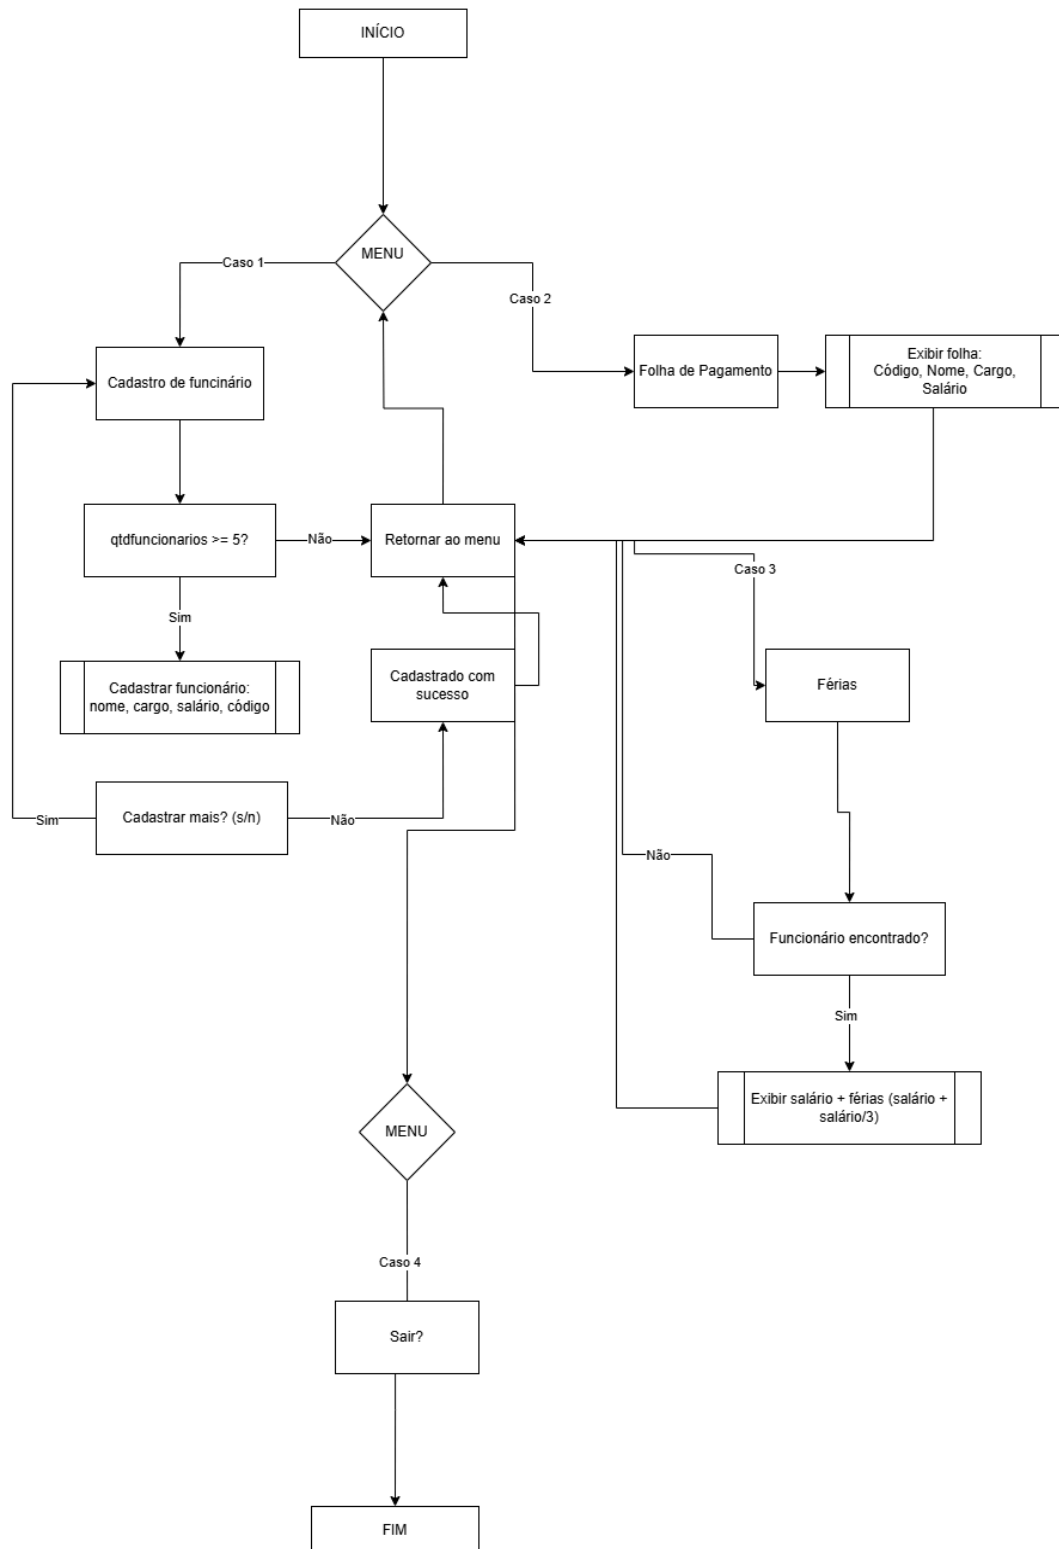 INÍCIO
MENU
Caso 1
Caso 2
Cadastro de funcinário
Folha de Pagamento
Exibir folha:
Código, Nome, Cargo,
Salário
qtdfuncionarios >= 5?
Não
Retornar ao menu
Caso 3
Sim
Cadastrar funcionário:
nome, cargo, salário, código
Cadastrado com
sucesso
Férias
Sim
Cadastrar mais? (s/n)
Não
Não
Funcionário encontrado?
Sim
Exibir salário + férias (salário +
salário/3)
MENU
Caso 4
Sair?
FIM